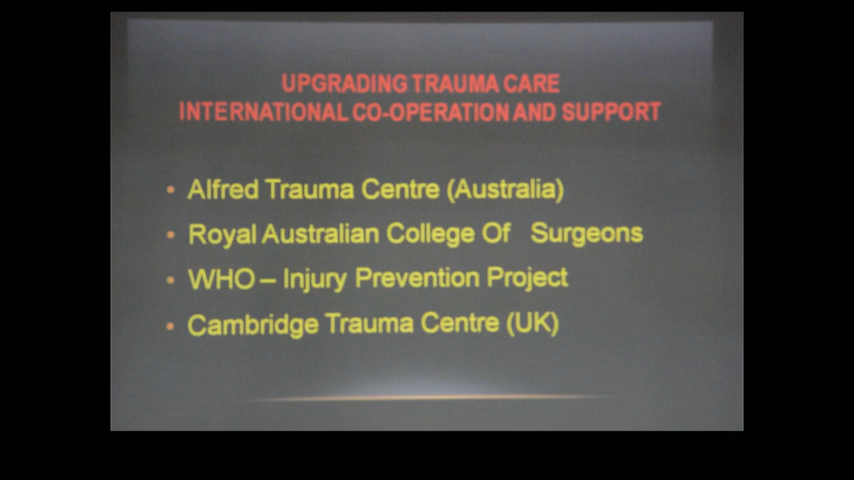 UPGRADING TRAUMA CARE
INTERNATIONAL CO-OPERATION AND SUPPORT
• Alfred Trauma Centre (Australia)
• Royal Australian College Of Surgeons
• WHO – Injury Prevention Project
• Cambridge Trauma Centre (UK)